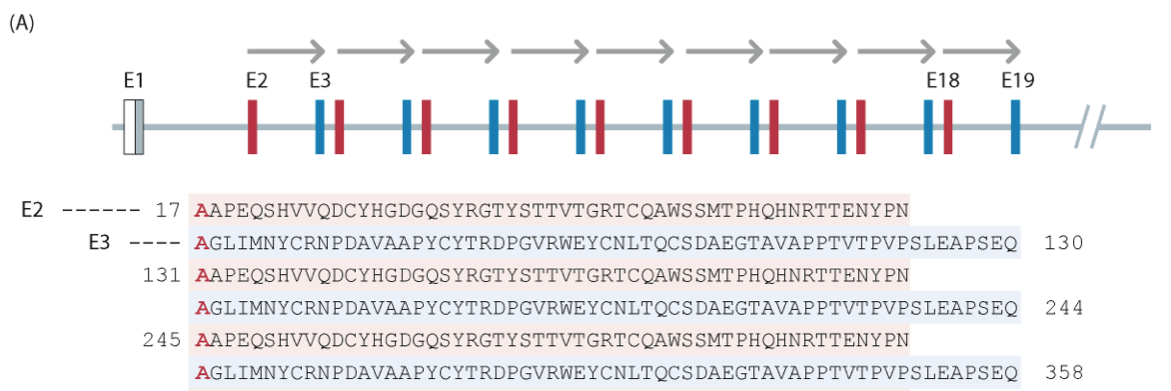 (A)
E1 E2 E3 E18 E19
E2 ------ 17 AAPEQSHVVQDCYHGDGQSYRGTYSTTVTGRTCQAWSSMTPHQHNRTTENYPN
E3 ---- AGLIMNYCRNPDAVAAPYCYTRDPGVRWEYCNLTQCSDAEGTAVAPPTVTPVPSLEAPSEQ 130
131 AAPEQSHVVQDCYHGDGQSYRGTYSTTVTGRTCQAWSSMTPHQHNRTTENYPN
AGLIMNYCRNPDAVAAPYCYTRDPGVRWEYCNLTQCSDAEGTAVAPPTVTPVPSLEAPSEQ 244
245 AAPEQSHVVQDCYHGDGQSYRGTYSTTVTGRTCQAWSSMTPHQHNRTTENYPN
AGLIMNYCRNPDAVAAPYCYTRDPGVRWEYCNLTQCSDAEGTAVAPPTVTPVPSLEAPSEQ 358